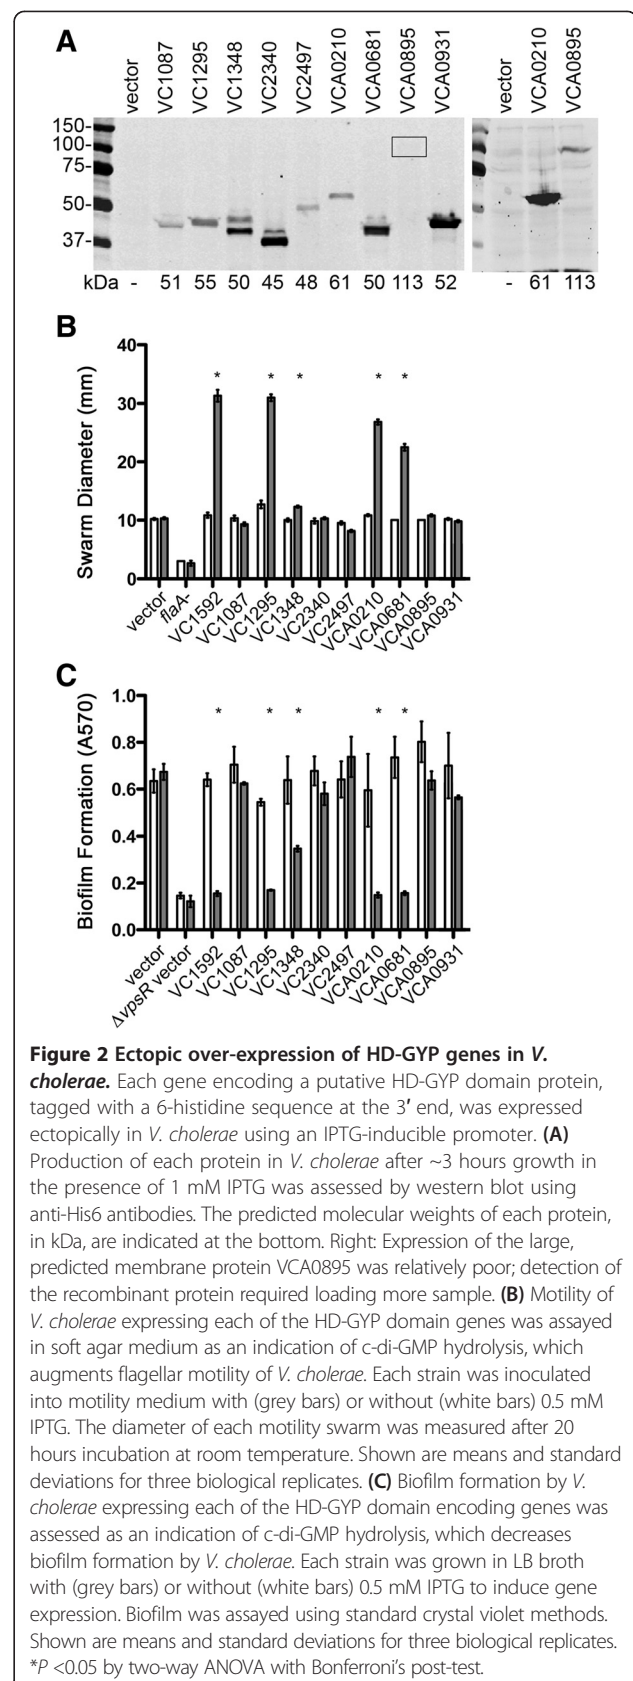 A
vector
VC1087
VC1295
VC1348
VC2340
VC2497
VCA0210
VCA0681
VCA0895
VCA0931
vector
VCA0210
VCA0895
150-
100-
75-
50-
37-
kDa - 51 55 50 45 48 61 50 113 52 - 61 113
B
Swarm Diameter (mm)
40
30
20
10
0
* * * * *
vector
flaA-
VC1592
VC1087
VC1295
VC1348
VC2340
VC2497
VCA0210
VCA0681
VCA0895
VCA0931
C
Biofilm Formation (A570)
1.0
0.8
0.6
0.4
0.2
0.0
* * * * *
vector
ΔvpsR vector
VC1592
VC1087
VC1295
VC1348
VC2340
VC2497
VCA0210
VCA0681
VCA0895
VCA0931
Figure 2 Ectopic over-expression of HD-GYP genes in V.
cholerae. Each gene encoding a putative HD-GYP domain protein,
tagged with a 6-histidine sequence at the 3′ end, was expressed
ectopically in V. cholerae using an IPTG-inducible promoter. (A)
Production of each protein in V. cholerae after ~3 hours growth in
the presence of 1 mM IPTG was assessed by western blot using
anti-His6 antibodies. The predicted molecular weights of each protein,
in kDa, are indicated at the bottom. Right: Expression of the large,
predicted membrane protein VCA0895 was relatively poor; detection of
the recombinant protein required loading more sample. (B) Motility of
V. cholerae expressing each of the HD-GYP domain genes was assayed
in soft agar medium as an indication of c-di-GMP hydrolysis, which
augments flagellar motility of V. cholerae. Each strain was inoculated
into motility medium with (grey bars) or without (white bars) 0.5 mM
IPTG. The diameter of each motility swarm was measured after 20
hours incubation at room temperature. Shown are means and standard
deviations for three biological replicates. (C) Biofilm formation by V.
cholerae expressing each of the HD-GYP domain encoding genes was
assessed as an indication of c-di-GMP hydrolysis, which decreases
biofilm formation by V. cholerae. Each strain was grown in LB broth
with (grey bars) or without (white bars) 0.5 mM IPTG to induce gene
expression. Biofilm was assayed using standard crystal violet methods.
Shown are means and standard deviations for three biological replicates.
*P <0.05 by two-way ANOVA with Bonferroni's post-test.